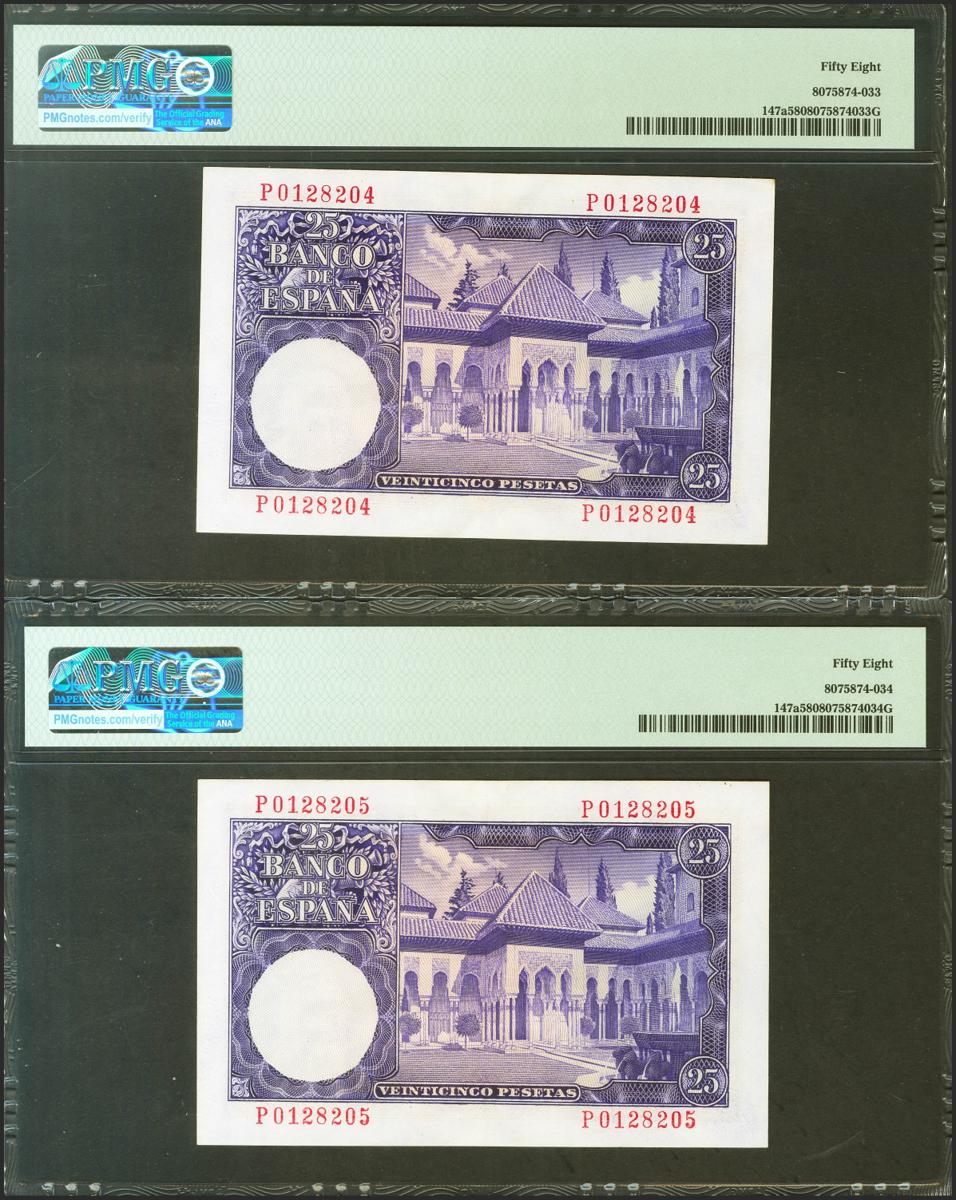 PMG
PAPER MONEY GUARANTY
PMGnotes.com/verify
The Official Grading
Service of the ANA
Fifty Eight
8075874-033
147a5808075874033G
P0128204 P0128204
25
BANCO
DE
ESPAÑA
25
25
VEINTICINCO PESETAS
P0128204 P0128204
PMG
PAPER MONEY GUARANTY
PMGnotes.com/verify
The Official Grading
Service of the ANA
Fifty Eight
8075874-034
147a5808075874034G
P0128205 P0128205
25
BANCO
DE
ESPAÑA
25
25
VEINTICINCO PESETAS
P0128205 P0128205